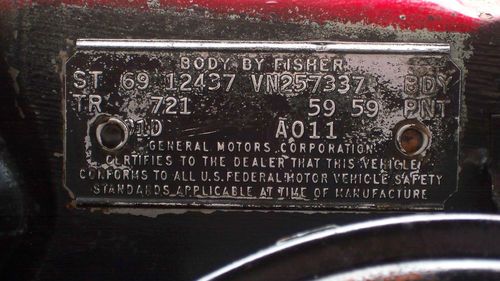 BODY BY FISHER
ST 69 12437 VN257337 BDY
TR 721 59 59 PNT
01D A011
GENERAL MOTORS CORPORATION
CERTIFIES TO THE DEALER THAT THIS VEHICLE
CONFORMS TO ALL U.S. FEDERAL MOTOR VEHICLE SAFETY
STANDARDS APPLICABLE AT TIME OF MANUFACTURE